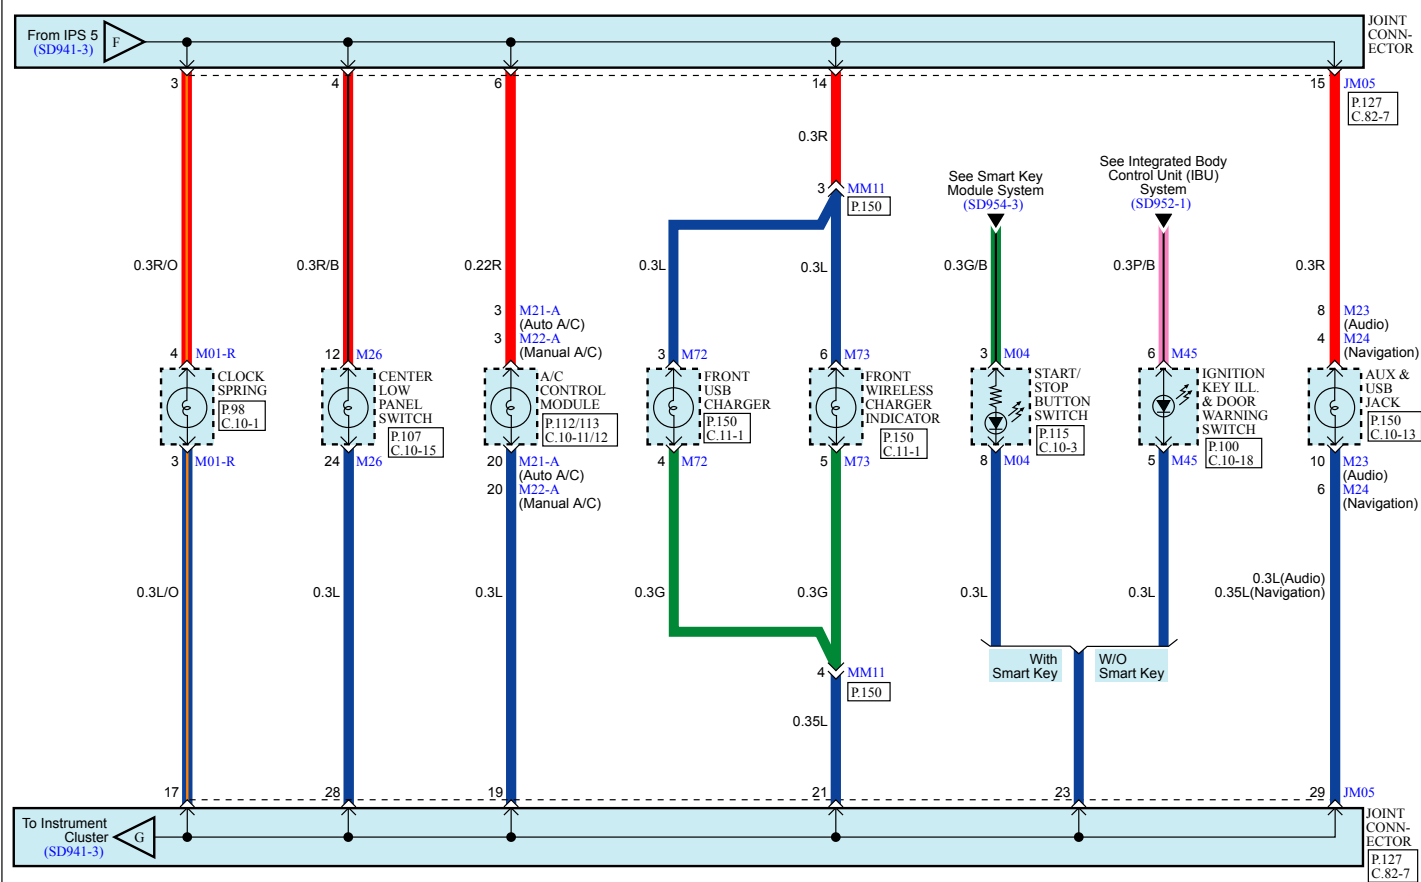 From IPS 5
(SD941-3)
F
JOINT
CONN-
ECTOR
3
4
6
14
15
JM05
P.127
C.82-7
0.3R
See Smart Key
Module System
(SD954-3)
See Integrated Body
Control Unit (IBU)
System
(SD952-1)
3
MM11
P.150
0.3R/O
0.3R/B
0.22R
0.3L
0.3L
0.3G/B
0.3P/B
0.3R
3
M21-A
(Auto A/C)
3
M22-A
(Manual A/C)
8
M23
(Audio)
4
M24
(Navigation)
4
M01-R
12
M26
3
M72
6
M73
3
M04
6
M45
CLOCK
SPRING
P.98
C.10-1
CENTER
LOW
PANEL
SWITCH
P.107
C.10-15
A/C
CONTROL
MODULE
P.112/113
C.10-11/12
FRONT
USB
CHARGER
P.150
C.11-1
FRONT
WIRELESS
CHARGER
INDICATOR
P.150
C.11-1
START/
STOP
BUTTON
SWITCH
P.115
C.10-3
IGNITION
KEY ILL.
& DOOR
WARNING
SWITCH
P.100
C.10-18
AUX &
USB
JACK
P.150
C.10-13
3
M01-R
24
M26
20
M21-A
(Auto A/C)
20
M22-A
(Manual A/C)
4
M72
5
M73
8
M04
5
M45
10
M23
(Audio)
6
M24
(Navigation)
0.3L/O
0.3L
0.3L
0.3G
0.3G
0.3L
0.3L
0.3L(Audio)
0.35L(Navigation)
With
Smart Key
W/O
Smart Key
4
MM11
P.150
0.35L
17
28
19
21
23
29
JM05
To Instrument
Cluster
(SD941-3)
G
JOINT
CONN-
ECTOR
P.127
C.82-7